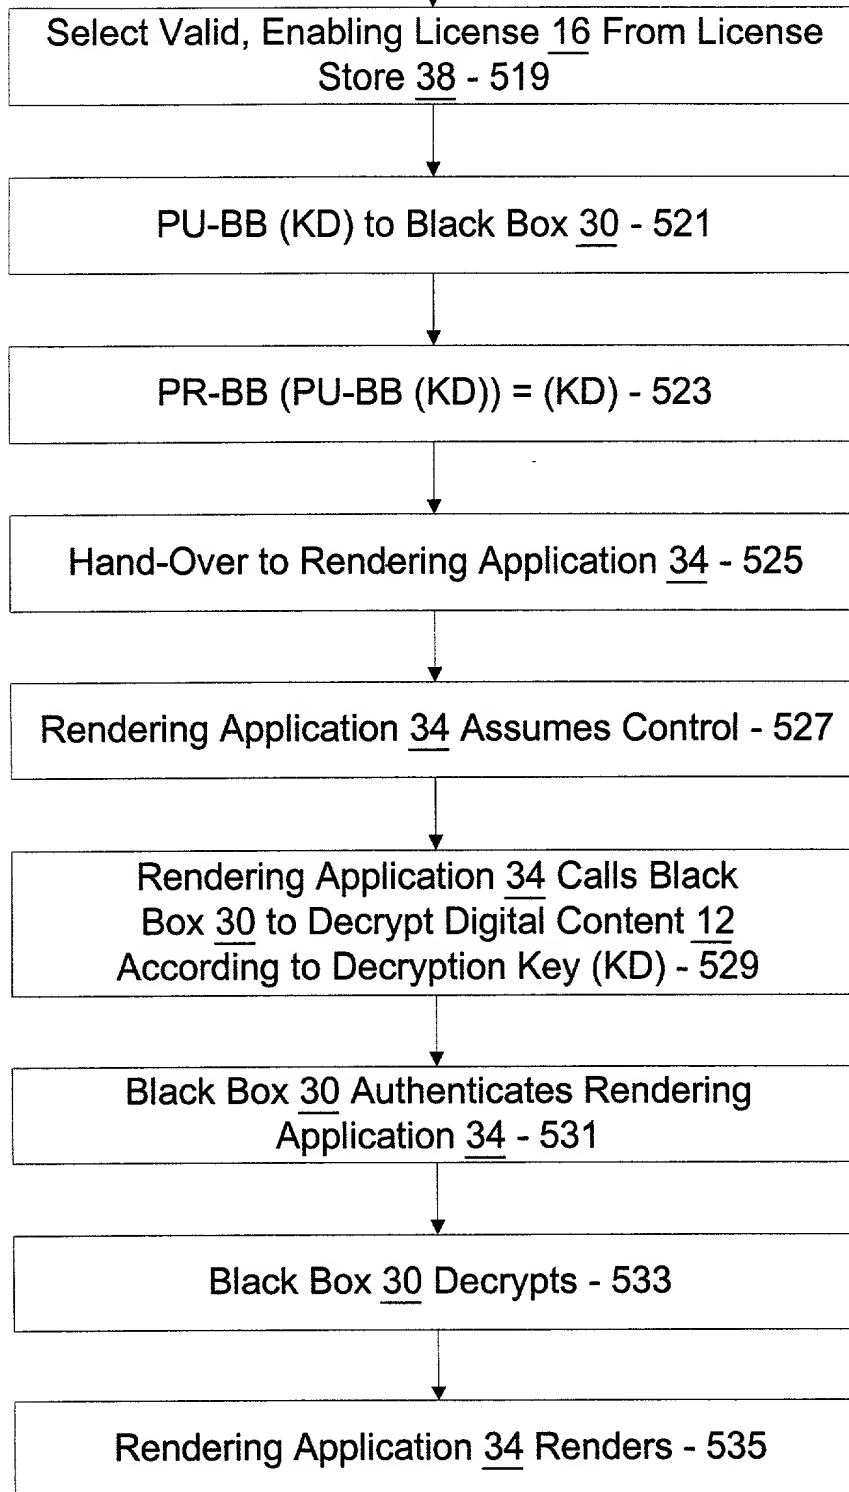 Select Valid, Enabling License 16 From License
Store 38 - 519
PU-BB (KD) to Black Box 30 - 521
PR-BB (PU-BB (KD)) = (KD) - 523
Hand-Over to Rendering Application 34 - 525
Rendering Application 34 Assumes Control - 527
Rendering Application 34 Calls Black
Box 30 to Decrypt Digital Content 12
According to Decryption Key (KD) - 529
Black Box 30 Authenticates Rendering
Application 34 - 531
Black Box 30 Decrypts - 533
Rendering Application 34 Renders - 535